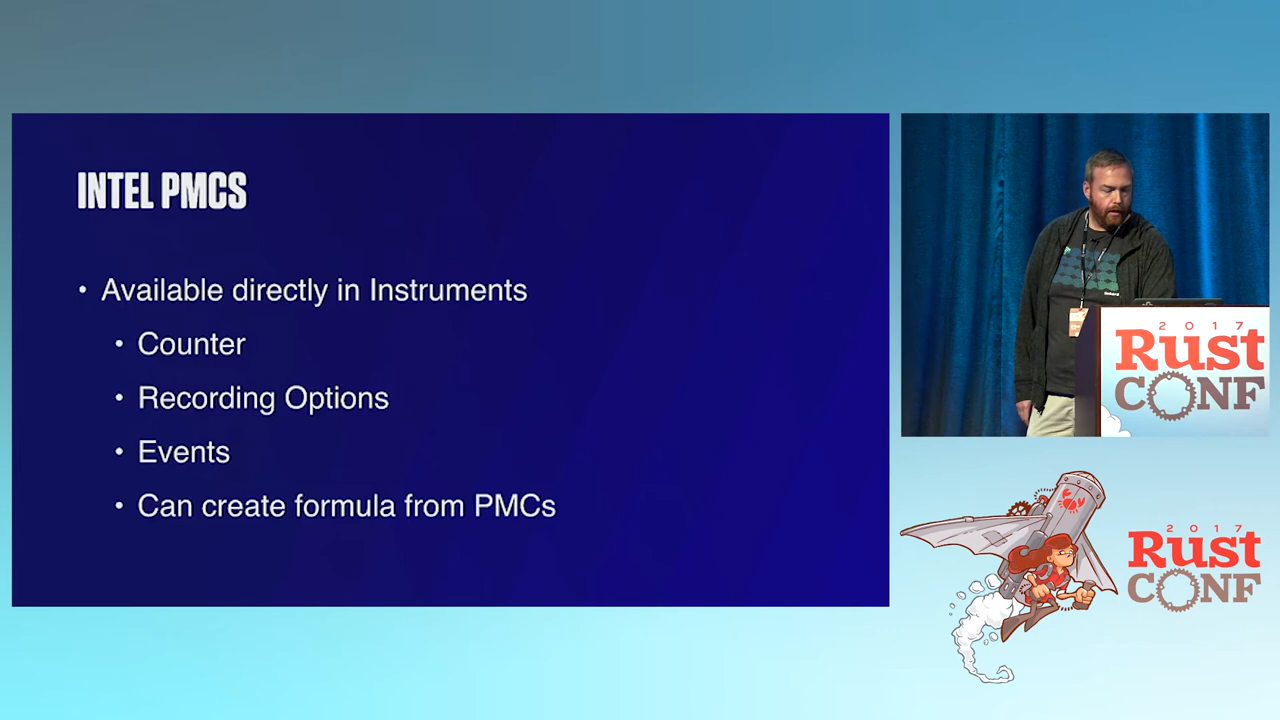 INTEL PMCS
• Available directly in Instruments
• Counter
• Recording Options
• Events
• Can create formula from PMCs
2017
Rust
CONF
2017
Rust
CONF